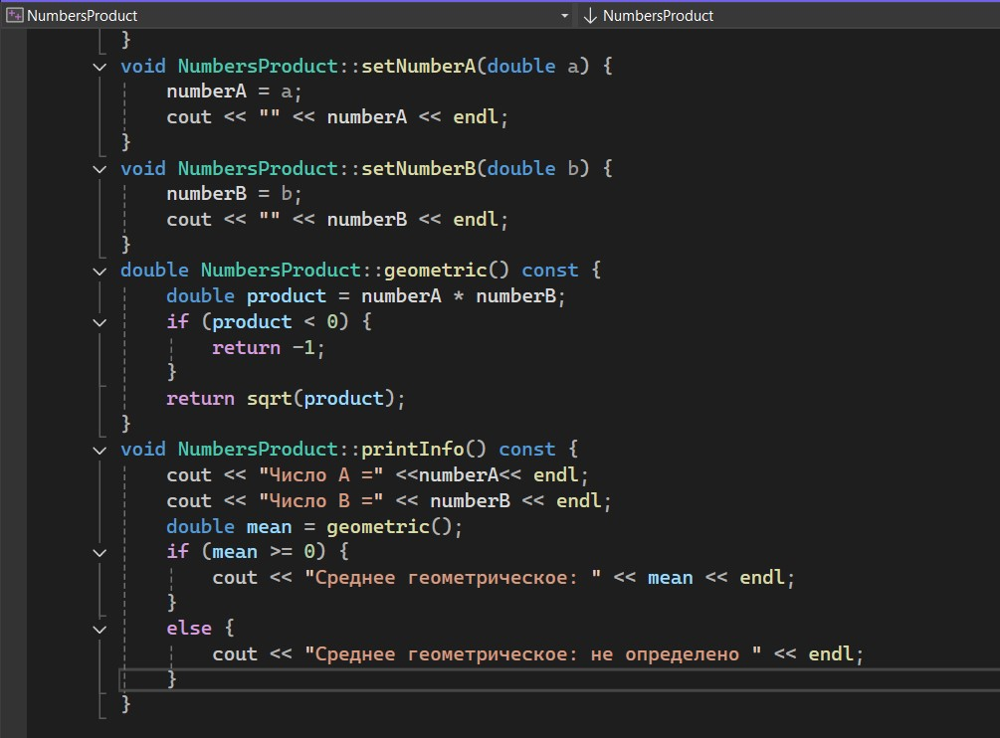 NumbersProduct NumbersProduct
}
void NumbersProduct::setNumberA(double a) {
    numberA = a;
    cout << "" << numberA << endl;
}
void NumbersProduct::setNumberB(double b) {
    numberB = b;
    cout << "" << numberB << endl;
}
double NumbersProduct::geometric() const {
    double product = numberA * numberB;
    if (product < 0) {
        return -1;
    }
    return sqrt(product);
}
void NumbersProduct::printInfo() const {
    cout << "Число A =" <<numberA<< endl;
    cout << "Число B =" << numberB << endl;
    double mean = geometric();
    if (mean >= 0) {
        cout << "Среднее геометрическое: " << mean << endl;
    }
    else {
        cout << "Среднее геометрическое: не определено " << endl;
    }
}